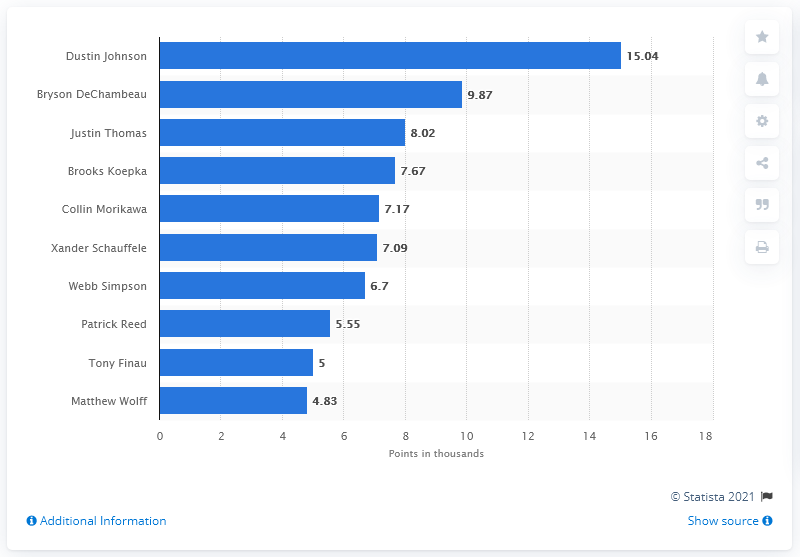 Dustin Johnson 15.04
Bryson DeChambeau 9.87
Justin Thomas 8.02
Brooks Koepka 7.67
Collin Morikawa 7.17
Xander Schauffele 7.09
Webb Simpson 6.7
Patrick Reed 5.55
Tony Finau 5
Matthew Wolff 4.83
0 2 4 6 8 10 12 14 16 18
Points in thousands
© Statista 2021
Additional Information Show source